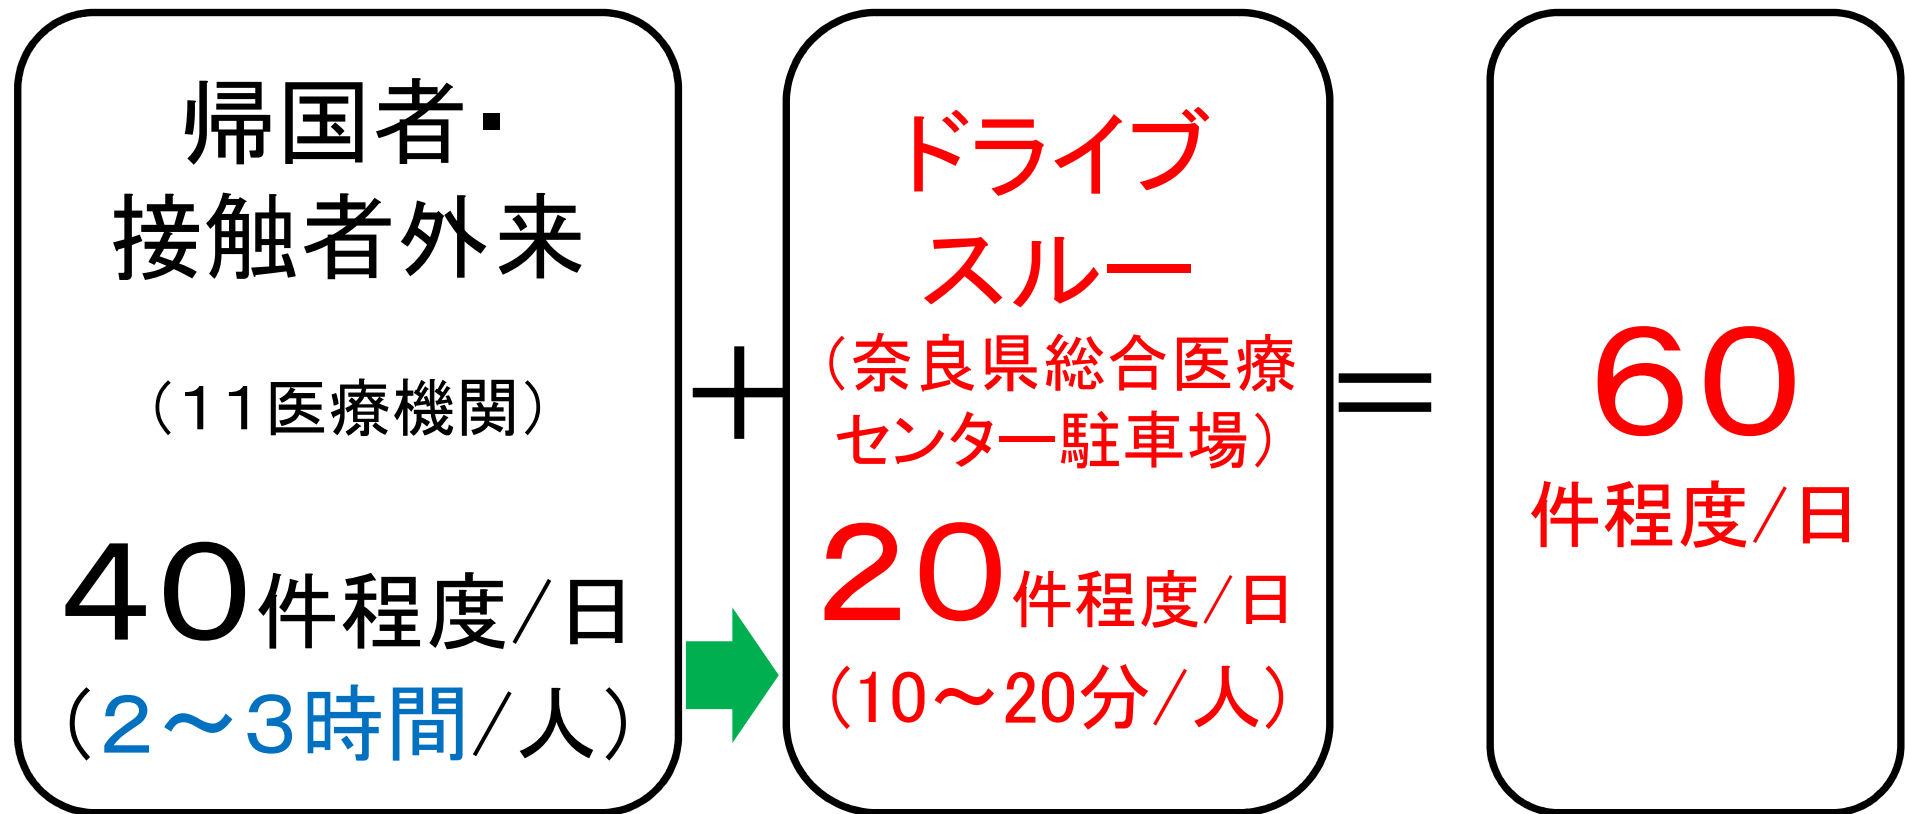 帰国者・
接触者外来
（１１医療機関）
４０件程度/日
（２～３時間/人）
＋
ドライブ
スルー
（奈良県総合医療
センター駐車場）
２０件程度/日
（10～20分/人）
＝
６０
件程度/日